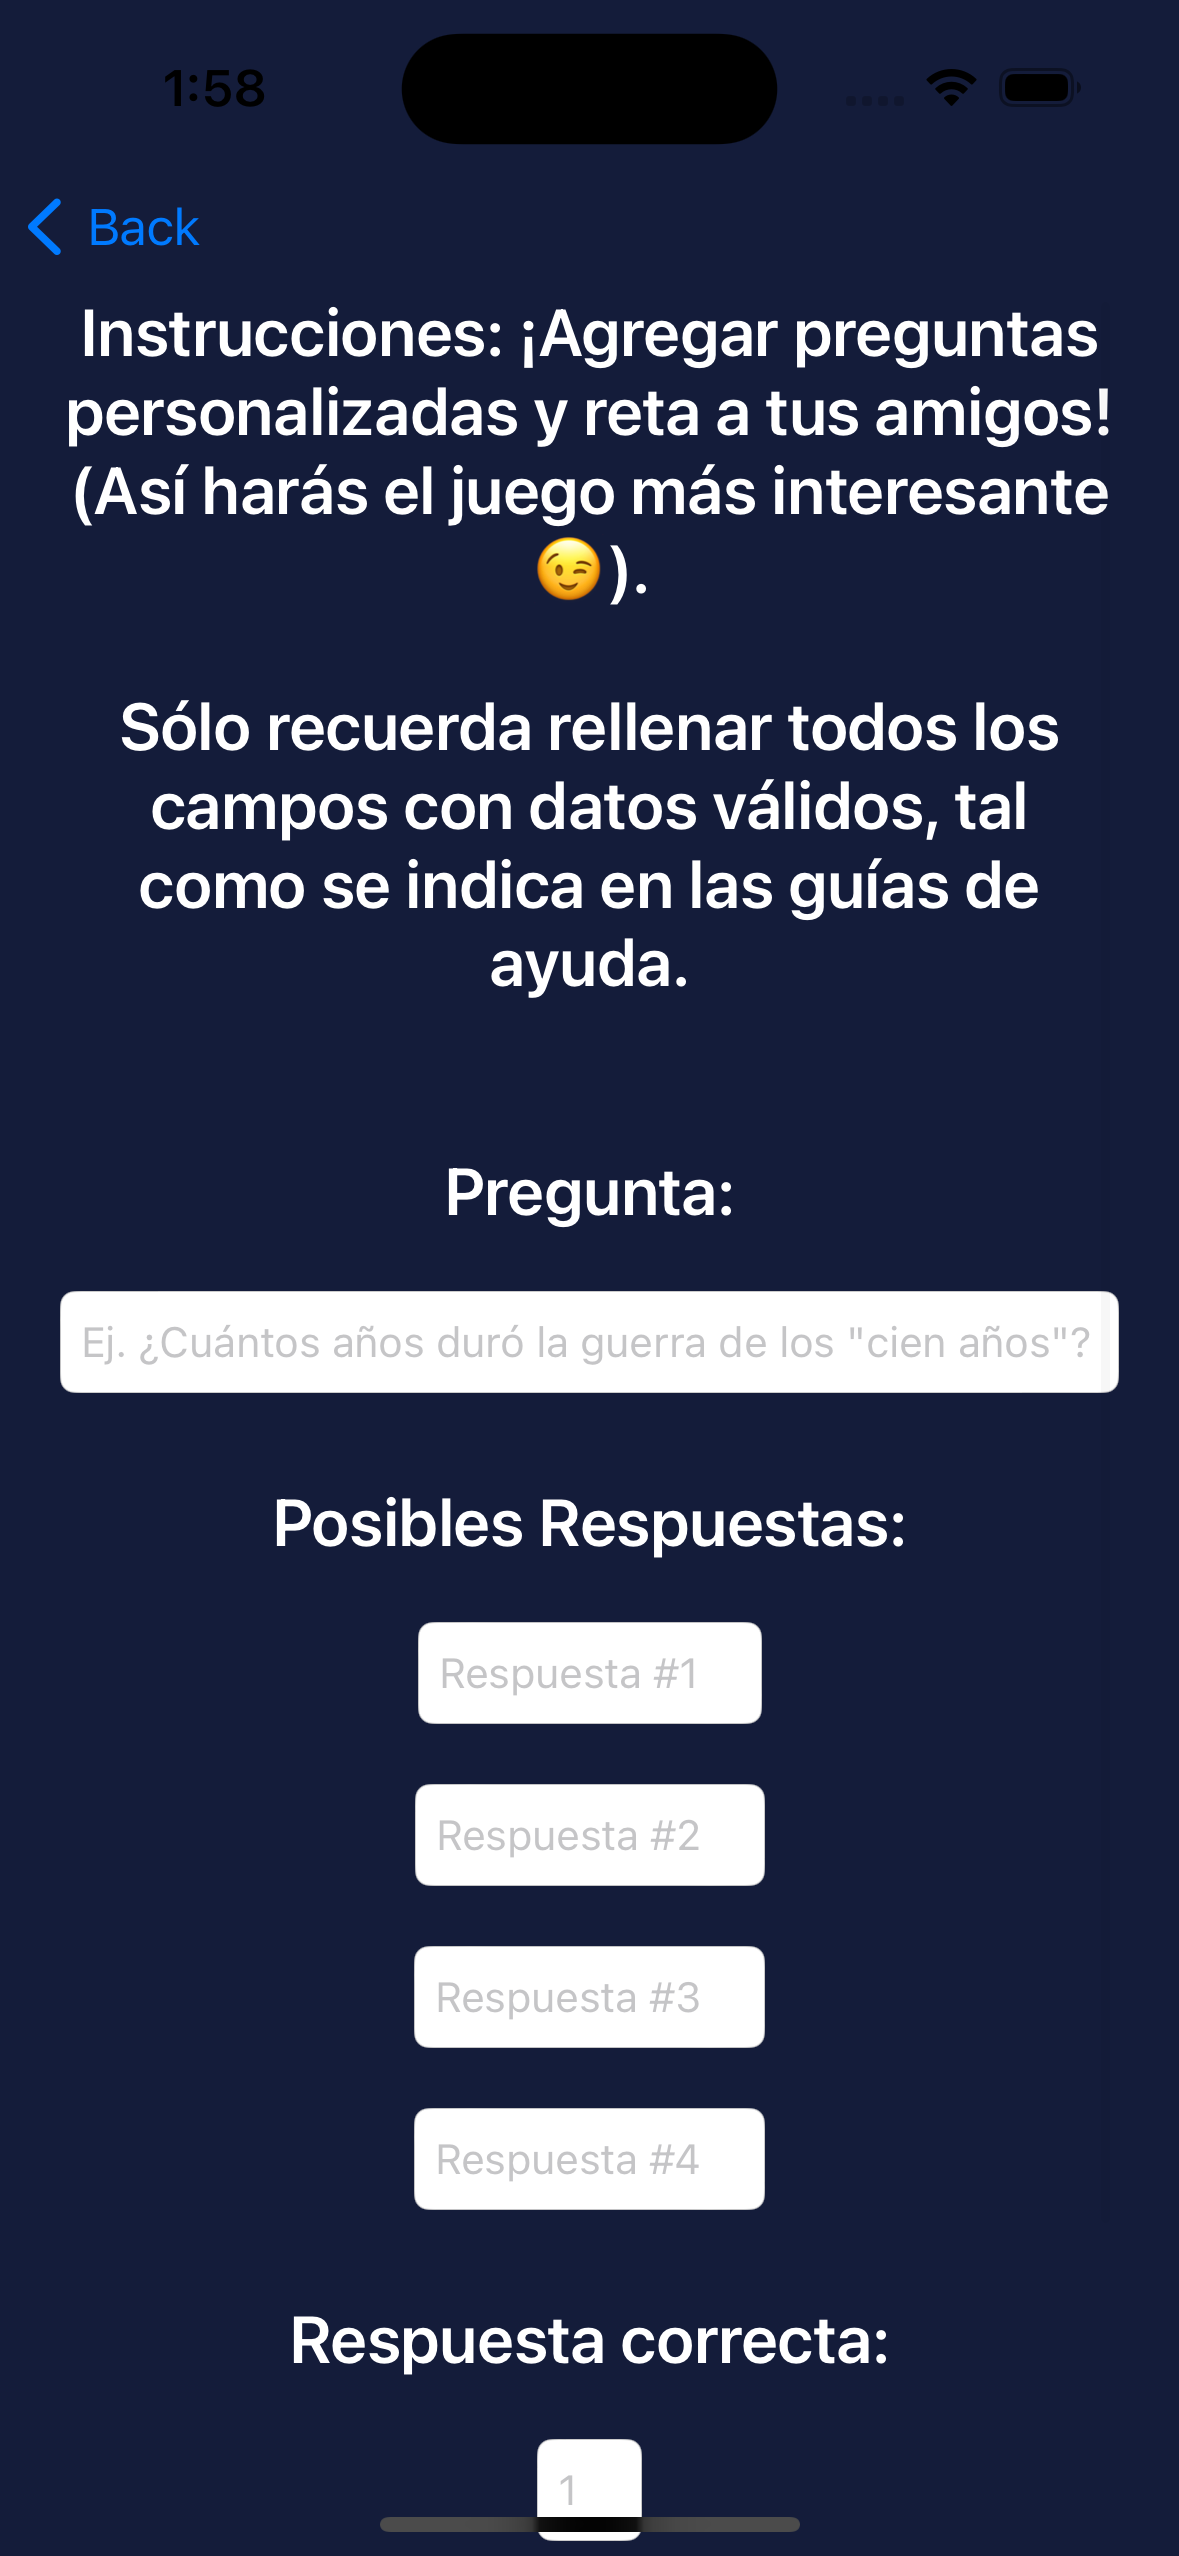 1:58
Back
Instrucciones: ¡Agregar preguntas
personalizadas y reta a tus amigos!
(Así harás el juego más interesante
😉).
Sólo recuerda rellenar todos los
campos con datos válidos, tal
como se indica en las guías de
ayuda.
Pregunta:
Ej. ¿Cuántos años duró la guerra de los "cien años"?
Posibles Respuestas:
Respuesta #1
Respuesta #2
Respuesta #3
Respuesta #4
Respuesta correcta:
1